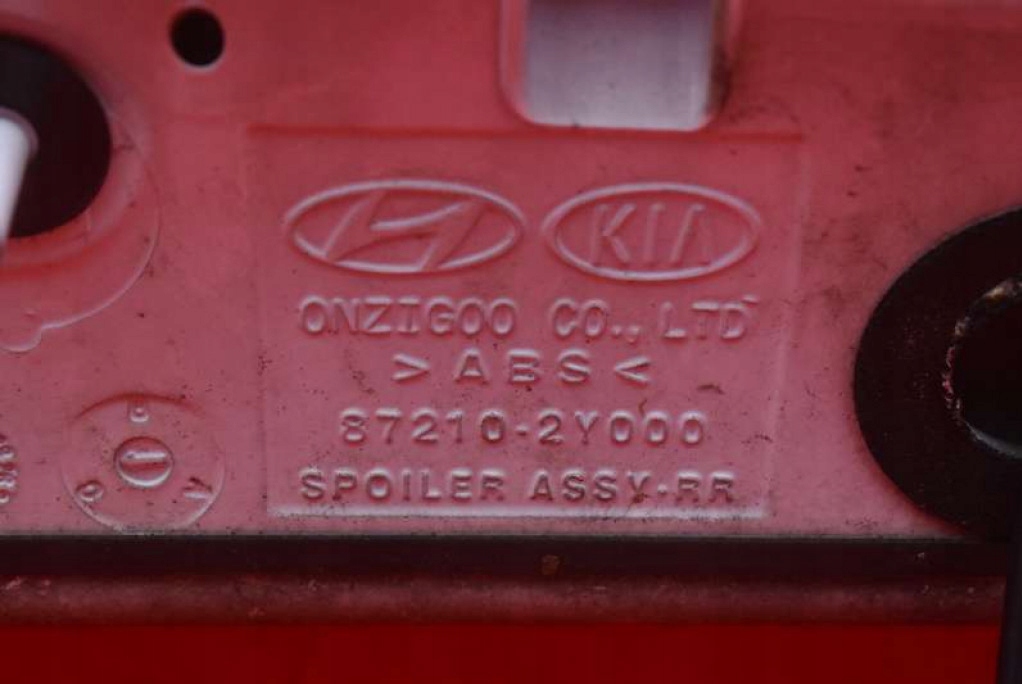 KIA
ONZIGOO CO., LTD
>ABS<
87210-2Y000
SPOILER ASSY-RR